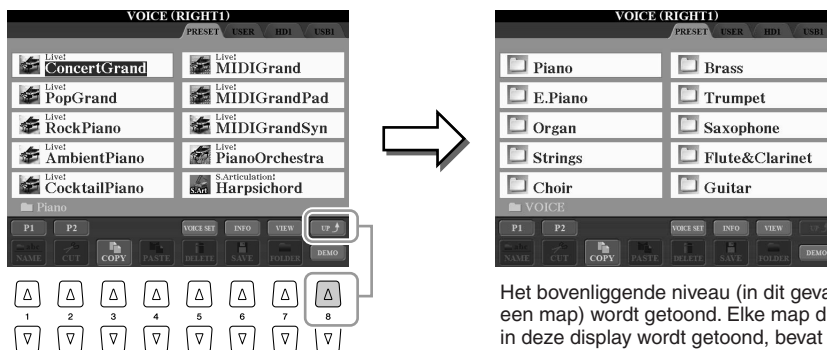 VOICE (RIGHT1)
PRESET USER HD1 USB1
Live!
ConcertGrand
Live!
MIDIGrand
Live!
PopGrand
Live!
MIDIGrandPad
Live!
RockPiano
Live!
MIDIGrandSyn
Live!
AmbientPiano
Live!
PianoOrchestra
Live!
CocktailPiano
S.Articulation!
S.Art!
Harpsichord
Piano
P1 P2 VOICE SET INFO VIEW UP
NAME CUT COPY PASTE DELETE SAVE FOLDER DEMO
1 2 3 4 5 6 7 8
VOICE (RIGHT1)
PRESET USER HD1 USB1
Piano Brass
E.Piano Trumpet
Organ Saxophone
Strings Flute&Clarinet
Choir Guitar
VOICE
P1 P2 VOICE SET INFO VIEW UP
NAME CUT COPY PASTE DELETE SAVE FOLDER DEMO
Het bovenliggende niveau (in dit geva
een map) wordt getoond. Elke map d
in deze display wordt getoond, bevat